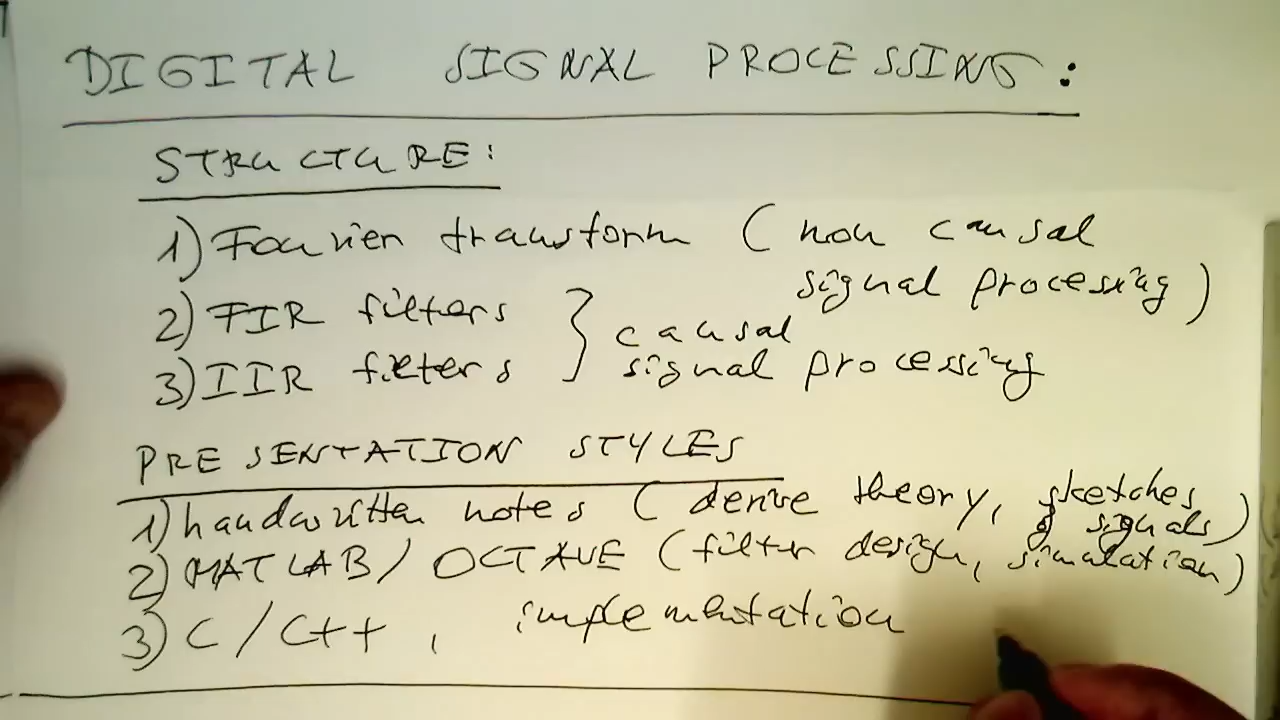 DIGITAL SIGNAL PROCESSING:
STRUCTURE:
1) Fourier transform (non causal
signal processing)
2) FIR filters
3) IIR filters } causal
signal processing
PRESENTATION STYLES
1) handwritten notes (derive theory, sketches
of signals)
2) MATLAB / OCTAVE (filter design, simulation)
3) C / C++, implementation